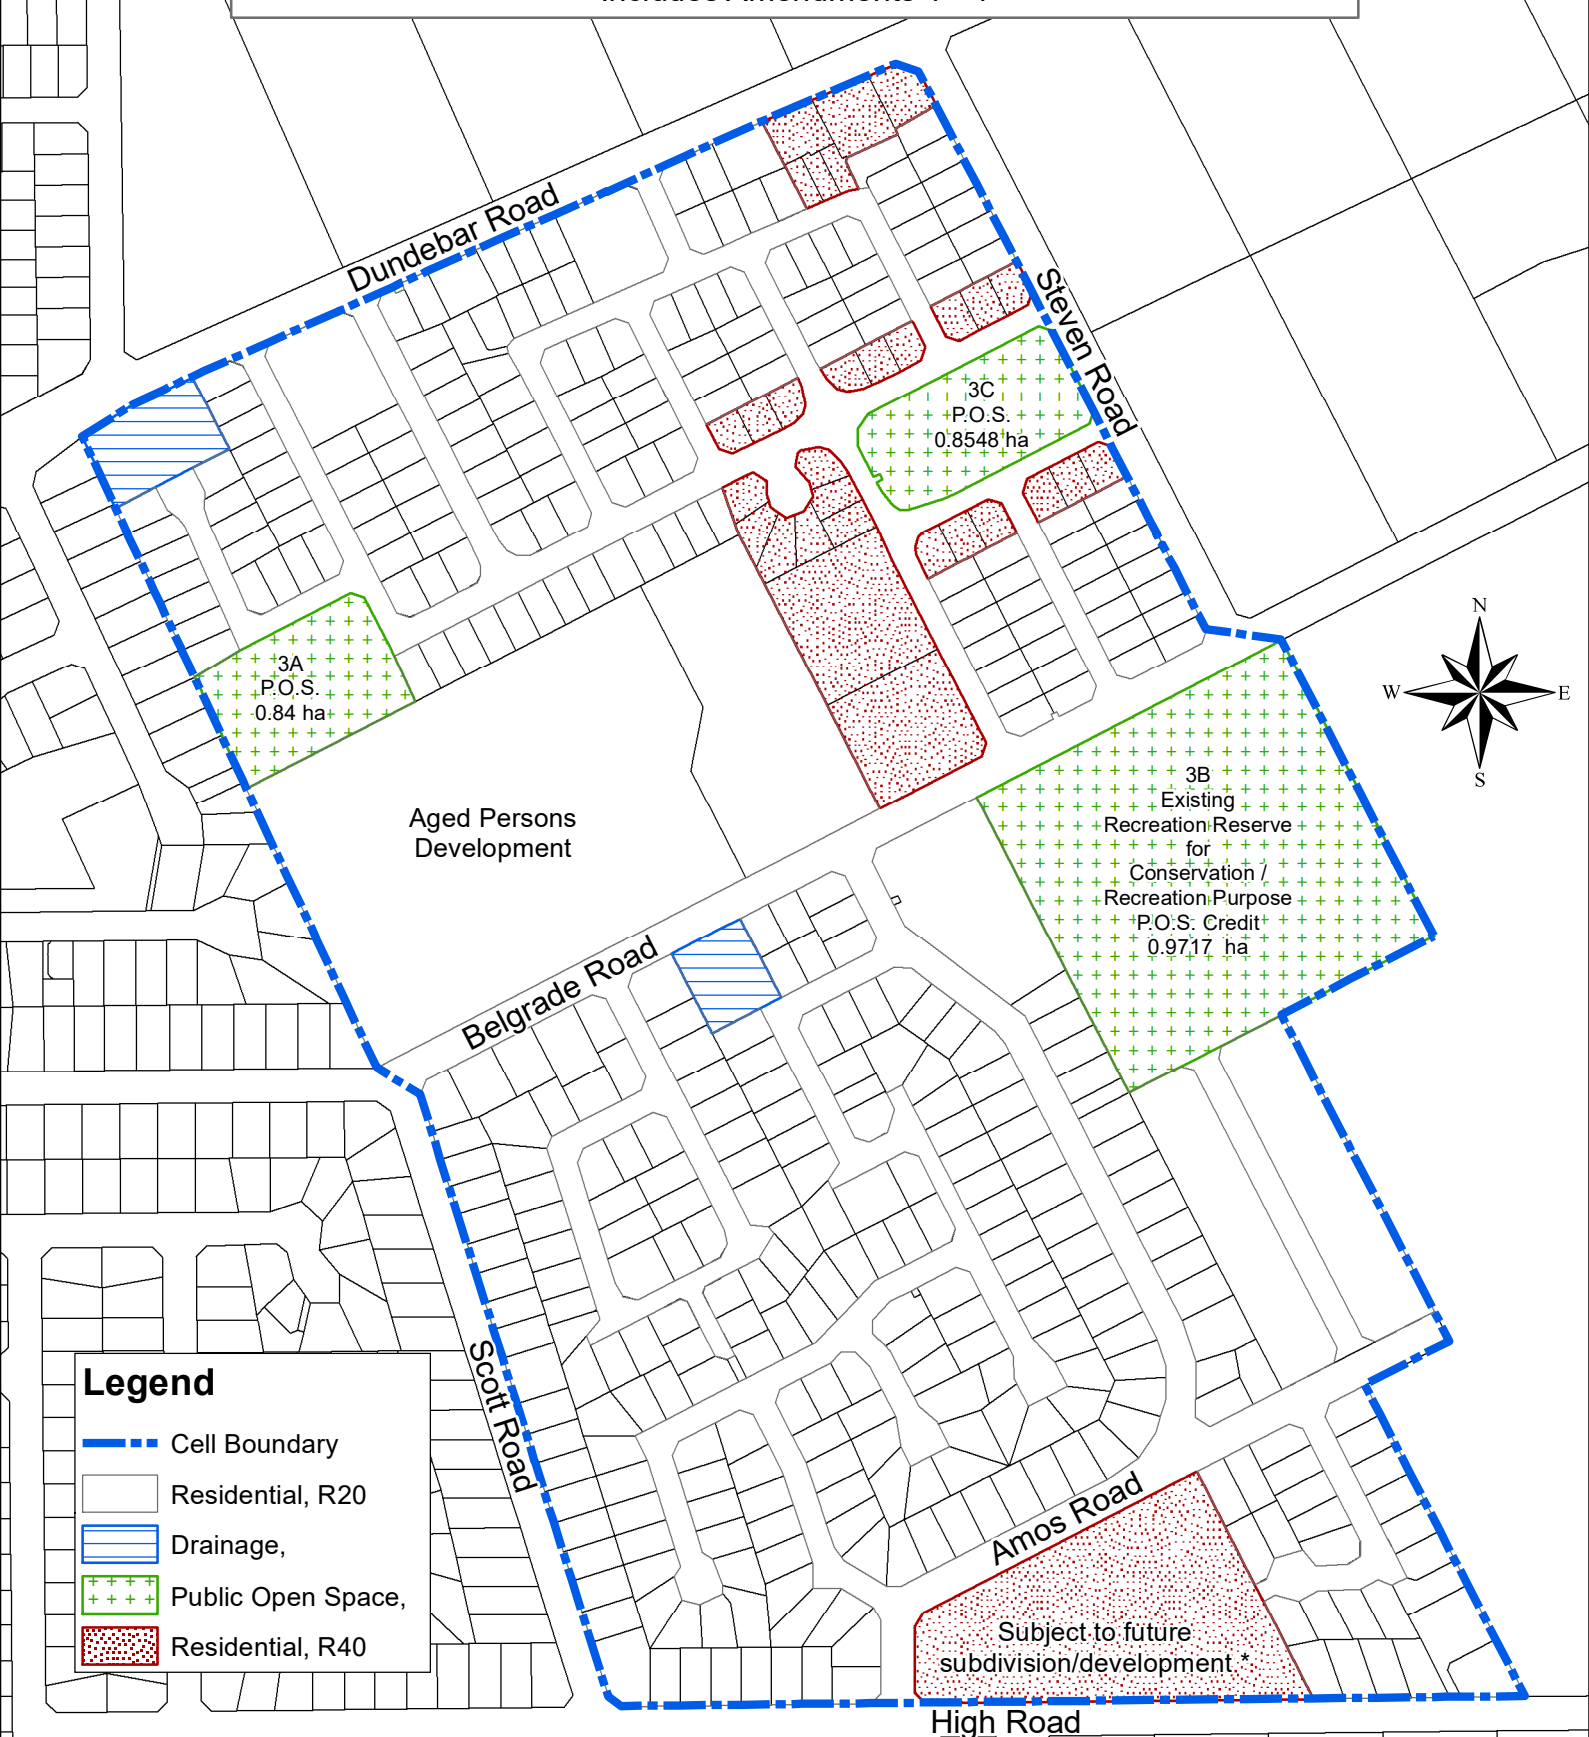 Includes Amendments
Dundebar Road
Steven Road
3C
P.O.S.
0.8548 ha
3A
P.O.S.
0.84 ha
N
W
E
S
3B
Existing
Recreation Reserve
for
Conservation /
Recreation Purpose
P.O.S. Credit
0.9717 ha
Aged Persons
Development
Belgrade Road
Scott Road
Legend
Cell Boundary
Residential, R20
Drainage,
Public Open Space,
Residential, R40
Amos Road
Subject to future
subdivision/development *
High Road